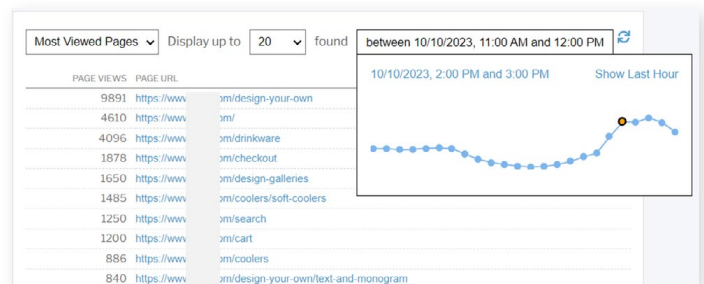 Most Viewed Pages Display up to 20 found between 10/10/2023, 11:00 AM and 12:00 PM
10/10/2023, 2:00 PM and 3:00 PM Show Last Hour
PAGE VIEWS PAGE URL
9891 https://www om/design-your-own
4610 https://www om/
4096 https://www om/drinkware
1878 https://www om/checkout
1650 https://www om/design-galleries
1485 https://www om/coolers/soft-coolers
1250 https://www om/search
1200 https://www om/cart
886 https://www om/coolers
840 https://www om/design-your-own/text-and-monogram